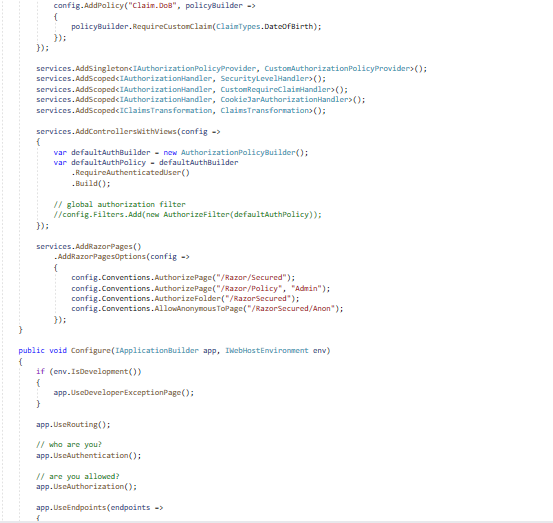 config.AddPolicy("Claim.DoB", policyBuilder =>
{
policyBuilder.RequireCustomClaim(ClaimTypes.DateOfBirth);
});
});
services.AddSingleton<IAuthorizationPolicyProvider, CustomAuthorizationPolicyProvider>();
services.AddScoped<IAuthorizationHandler, SecurityLevelHandler>();
services.AddScoped<IAuthorizationHandler, CustomRequireClaimHandler>();
services.AddScoped<IAuthorizationHandler, CookieJarAuthorizationHandler>();
services.AddScoped<IClaimsTransformation, ClaimsTransformation>();
services.AddControllersWithViews(config =>
{
var defaultAuthBuilder = new AuthorizationPolicyBuilder();
var defaultAuthPolicy = defaultAuthBuilder
.RequireAuthenticatedUser()
.Build();
// global authorization filter
//config.Filters.Add(new AuthorizeFilter(defaultAuthPolicy));
});
services.AddRazorPages()
.AddRazorPagesOptions(config =>
{
config.Conventions.AuthorizePage("/Razor/Secured");
config.Conventions.AuthorizePage("/Razor/Policy", "Admin");
config.Conventions.AuthorizeFolder("/RazorSecured");
config.Conventions.AllowAnonymousToPage("/RazorSecured/Anon");
});
}
public void Configure(IApplicationBuilder app, IWebHostEnvironment env)
{
if (env.IsDevelopment())
{
app.UseDeveloperExceptionPage();
}
app.UseRouting();
// who are you?
app.UseAuthentication();
// are you allowed?
app.UseAuthorization();
app.UseEndpoints(endpoints =>
{